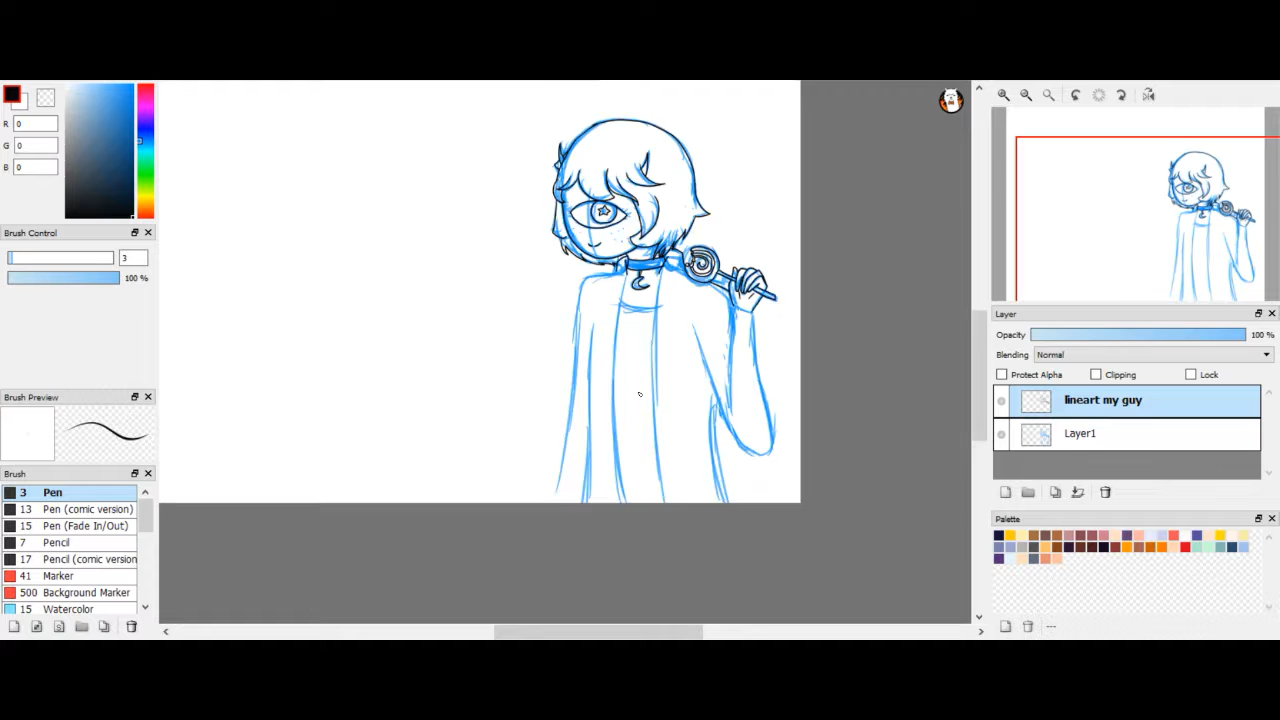 R 0
G 0
B 0
Brush Control
3
100 %
Brush Preview
Brush
3 Pen
13 Pen (comic version)
15 Pen (Fade In/Out)
7 Pencil
17 Pencil (comic version
41 Marker
500 Background Marker
15 Watercolor
Layer
Opacity 100 %
Blending Normal
Protect Alpha Clipping Lock
lineart my guy
Layer1
Palette
---